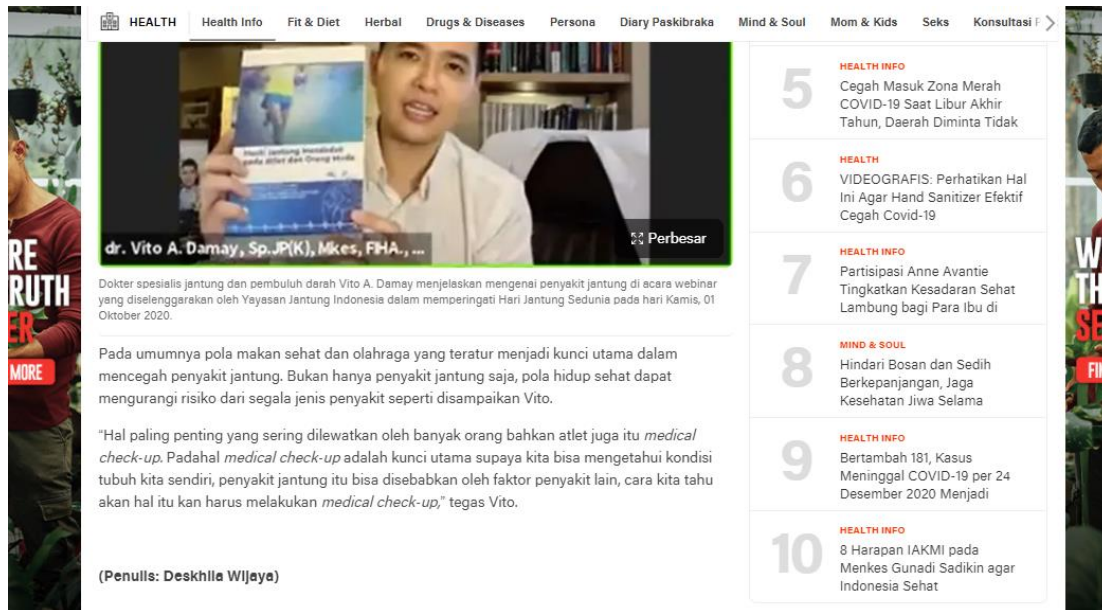 HEALTH Health Info Fit & Diet Herbal Drugs & Diseases Persona Diary Paskibraka Mind & Soul Mom & Kids Seks Konsultasi
Mati Jantung Mendadak
pada Atlet dan Orang Muda
dr. Vito A. Damay, Sp.JP(K), Mkes, FIHA., ...
Perbesar
Dokter spesialis jantung dan pembuluh darah Vito A. Damay menjelaskan mengenai penyakit jantung di acara webinar
yang diselenggarakan oleh Yayasan Jantung Indonesia dalam memperingati Hari Jantung Sedunia pada hari Kamis, 01
Oktober 2020.
Pada umumnya pola makan sehat dan olahraga yang teratur menjadi kunci utama dalam
mencegah penyakit jantung. Bukan hanya penyakit jantung saja, pola hidup sehat dapat
mengurangi risiko dari segala jenis penyakit seperti disampaikan Vito.
“Hal paling penting yang sering dilewatkan oleh banyak orang bahkan atlet juga itu medical
check-up. Padahal medical check-up adalah kunci utama supaya kita bisa mengetahui kondisi
tubuh kita sendiri, penyakit jantung itu bisa disebabkan oleh faktor penyakit lain, cara kita tahu
akan hal itu kan harus melakukan medical check-up,” tegas Vito.
(Penulis: Deskhila Wijaya)
5
HEALTH INFO
Cegah Masuk Zona Merah
COVID-19 Saat Libur Akhir
Tahun, Daerah Diminta Tidak
6
HEALTH
VIDEOGRAFIS: Perhatikan Hal
Ini Agar Hand Sanitizer Efektif
Cegah Covid-19
7
HEALTH INFO
Partisipasi Anne Avantie
Tingkatkan Kesadaran Sehat
Lambung bagi Para Ibu di
8
MIND & SOUL
Hindari Bosan dan Sedih
Berkepanjangan, Jaga
Kesehatan Jiwa Selama
9
HEALTH INFO
Bertambah 181, Kasus
Meninggal COVID-19 per 24
Desember 2020 Menjadi
10
HEALTH INFO
8 Harapan IAKMI pada
Menkes Gunadi Sadikin agar
Indonesia Sehat
RE
RUTH
ER
MORE
W
TH
SE
FIN